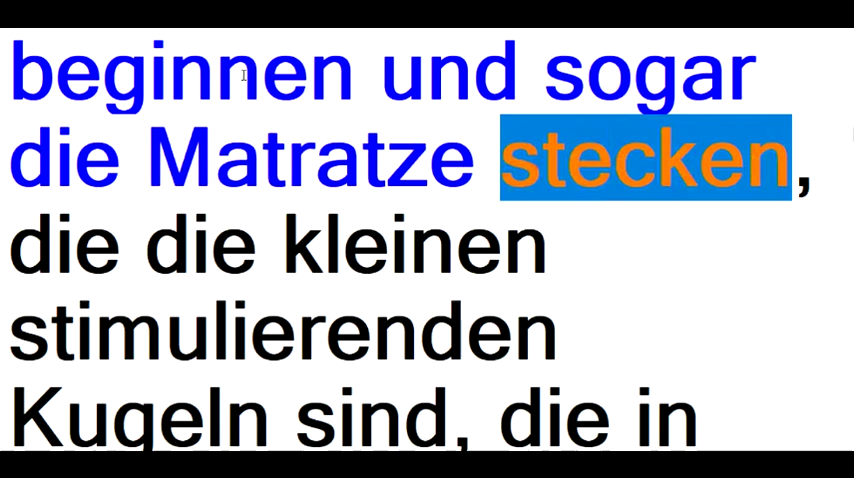 beginnen und sogar
die Matratze stecken,
die die kleinen
stimulierenden
Kugeln sind, die in